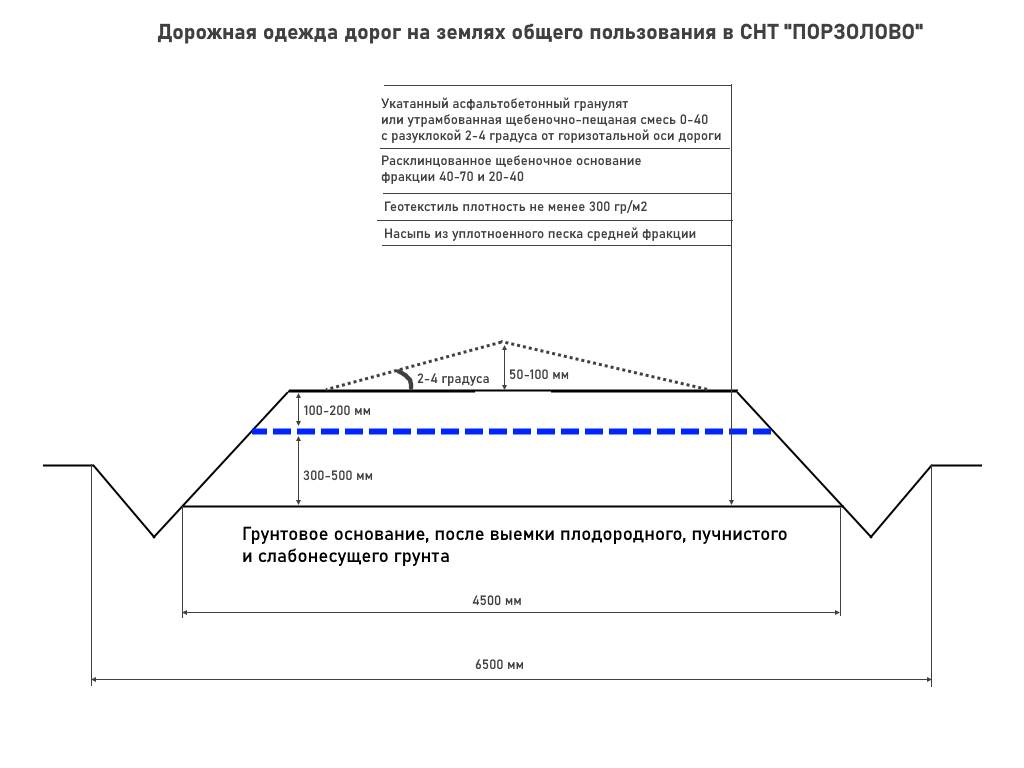 Дорожная одежда дорог на землях общего пользования в СНТ "ПОРЗОЛОВО"
Укатанный асфальтобетонный гранулят
или утрамбованная щебеночно-пещаная смесь 0-40
с разуклокой 2-4 градуса от горизотальной оси дороги
Расклинцованное щебеночное основание
фракции 40-70 и 20-40
Геотекстиль плотность не менее 300 гр/м2
Насыпь из уплотноенного песка средней фракции
2-4 градуса
50-100 мм
100-200 мм
300-500 мм
Грунтовое основание, после выемки плодородного, пучнистого
и слабонесущего грунта
4500 мм
6500 мм